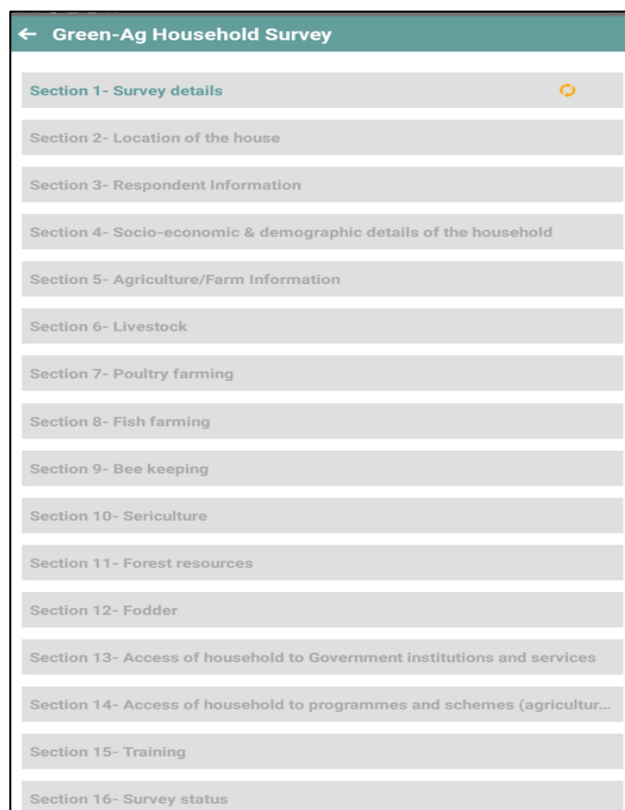 Green-Ag Household Survey
Section 1- Survey details
Section 2- Location of the house
Section 3- Respondent Information
Section 4- Socio-economic & demographic details of the household
Section 5- Agriculture/Farm Information
Section 6- Livestock
Section 7- Poultry farming
Section 8- Fish farming
Section 9- Bee keeping
Section 10- Sericulture
Section 11- Forest resources
Section 12- Fodder
Section 13- Access of household to Government institutions and services
Section 14- Access of household to programmes and schemes (agricultur...
Section 15- Training
Section 16- Survey status